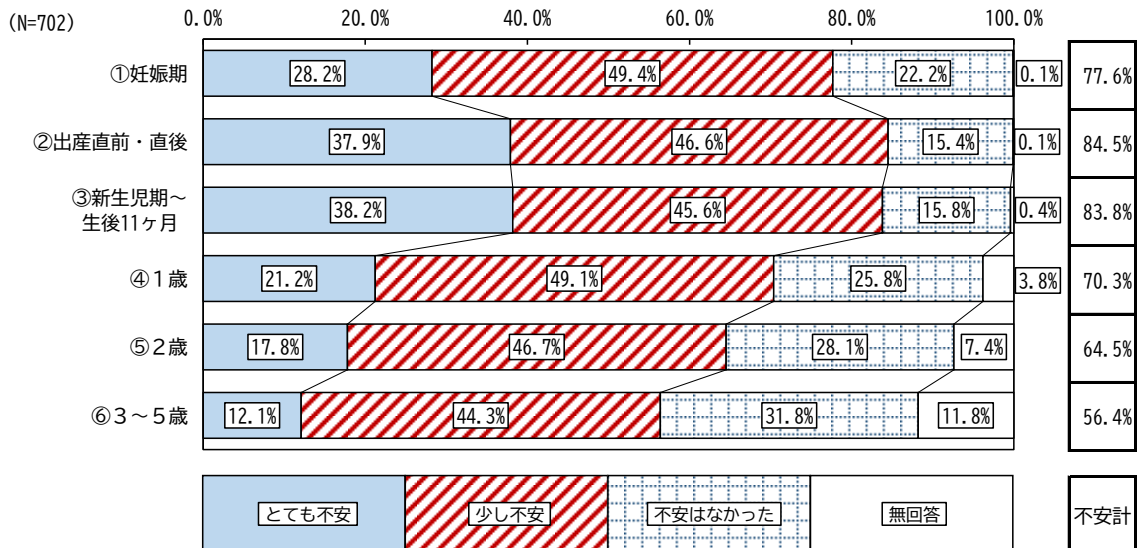 (N=702)
0.0% 20.0% 40.0% 60.0% 80.0% 100.0%
①妊娠期 28.2% 49.4% 22.2% 0.1% 77.6%
②出産直前・直後 37.9% 46.6% 15.4% 0.1% 84.5%
③新生児期～
生後11ヶ月 38.2% 45.6% 15.8% 0.4% 83.8%
④１歳 21.2% 49.1% 25.8% 3.8% 70.3%
⑤２歳 17.8% 46.7% 28.1% 7.4% 64.5%
⑥３～５歳 12.1% 44.3% 31.8% 11.8% 56.4%
とても不安 少し不安 不安はなかった 無回答 不安計